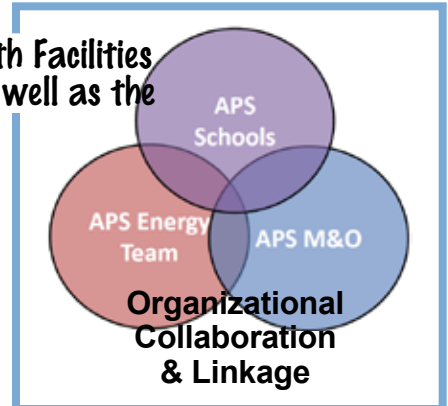 th Facilities
well as the
APS
Schools
APS Energy
Team
APS M&O
Organizational
Collaboration
& Linkage